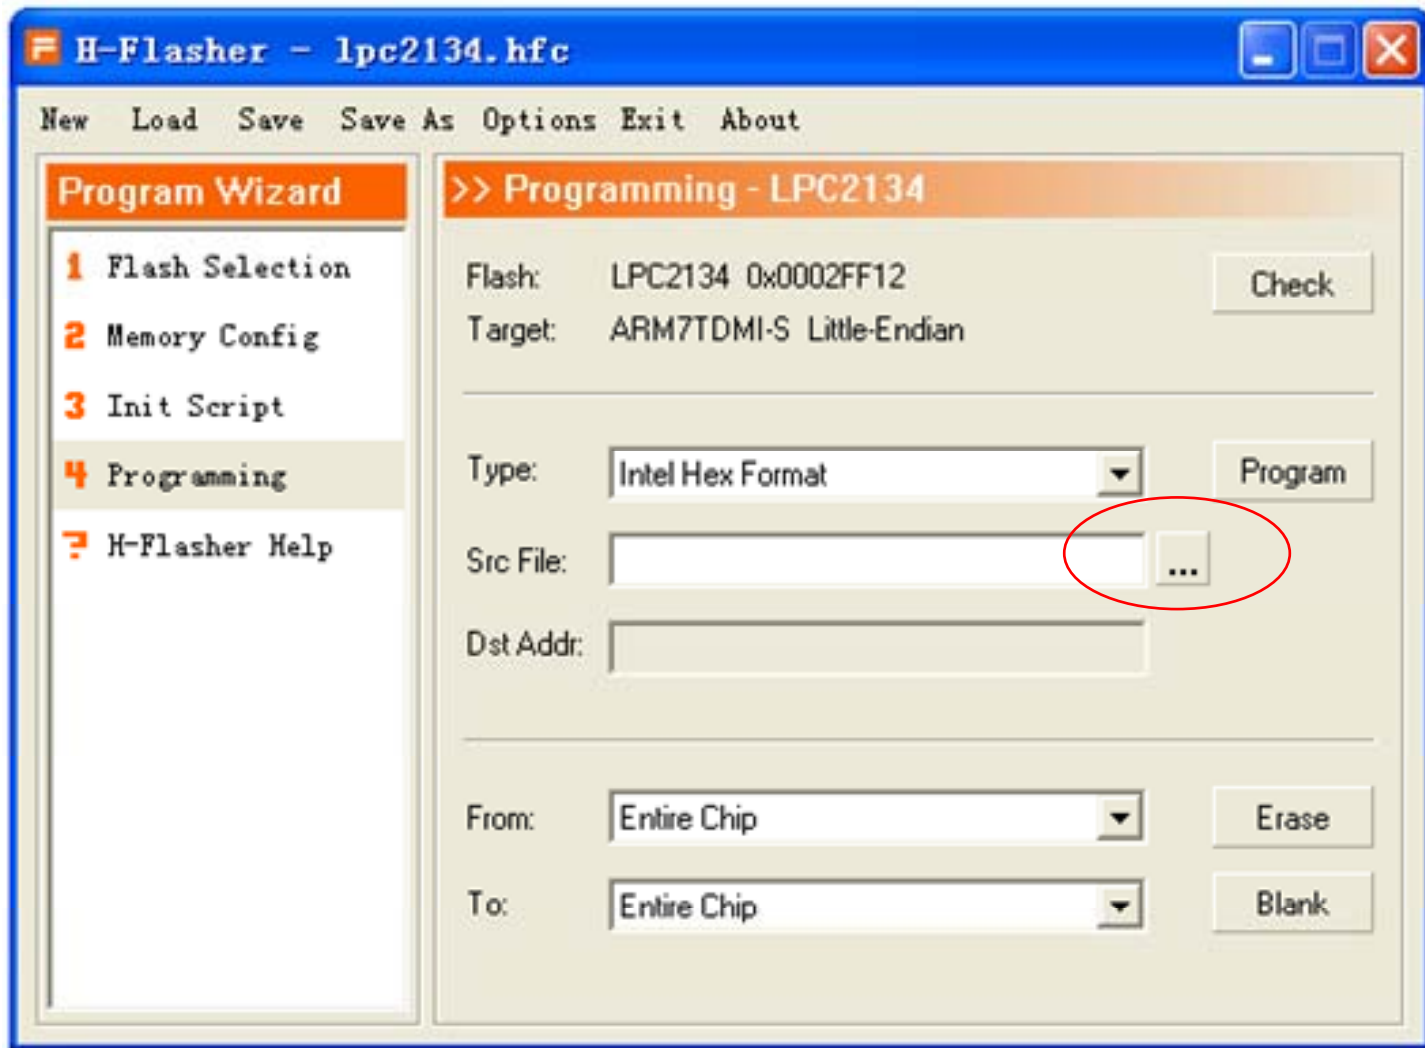 H-Flasher - lpc2134.hfc
New Load Save Save As Options Exit About
Program Wizard
1 Flash Selection
2 Memory Config
3 Init Script
4 Programming
? H-Flasher Help
>> Programming - LPC2134
Flash: LPC2134 0x0002FF12 Check
Target: ARM7TDMI-S Little-Endian
Type: Intel Hex Format Program
Src File: ...
Dst Addr:
From: Entire Chip Erase
To: Entire Chip Blank